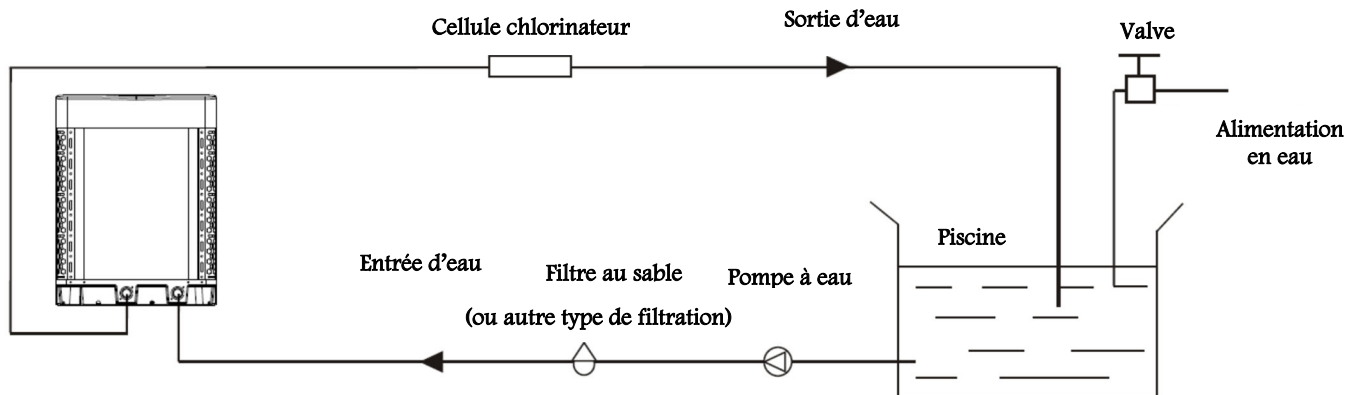 Cellule chlorinateur
Sortie d'eau
Valve
Alimentation
en eau
Piscine
Entrée d'eau
Filtre au sable
(ou autre type de filtration)
Pompe à eau